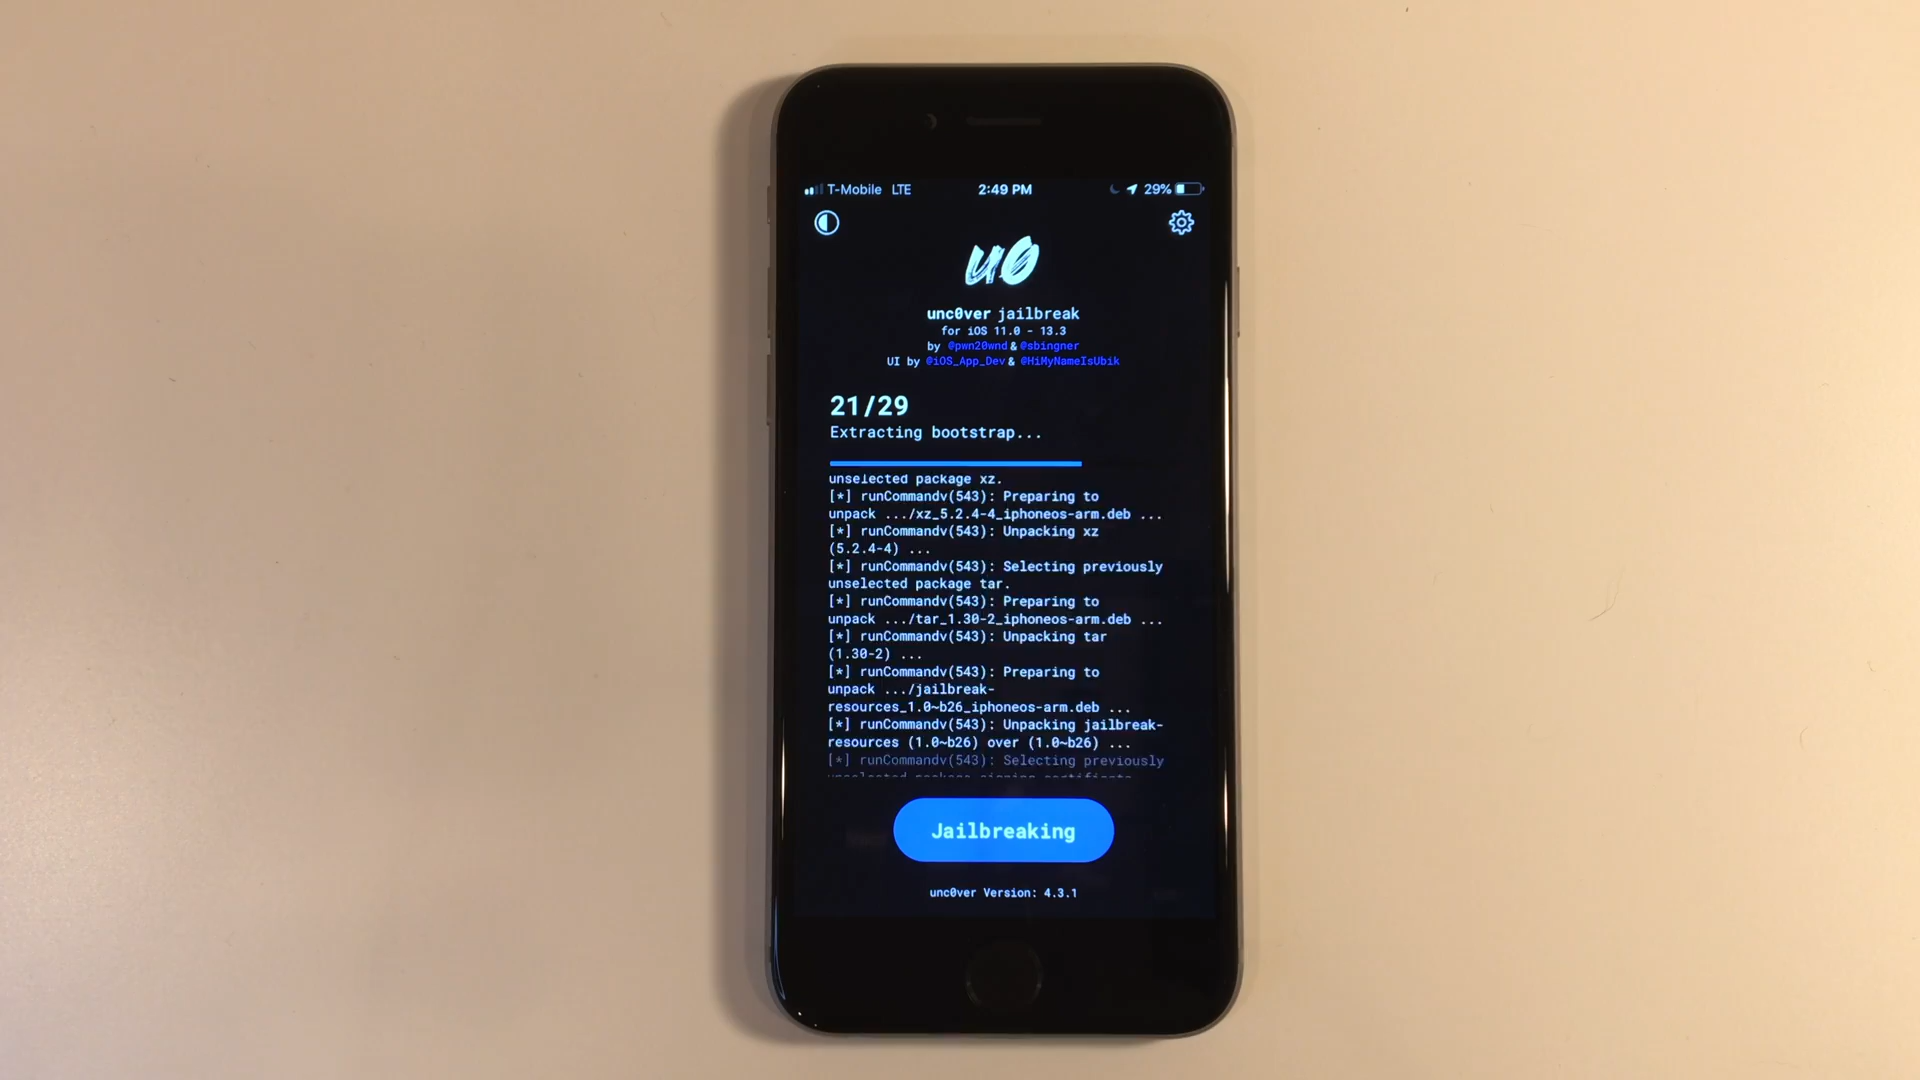 T-Mobile LTE 2:49 PM 29%
u0
unc0ver jailbreak
for iOS 11.0 - 13.3
by @pwn20wnd & @sbingner
UI by @iOS_App_Dev & @HiMyNameIsUbik
21/29
Extracting bootstrap...
unselected package xz.
[*] runCommandv(543): Preparing to
unpack .../xz_5.2.4-4_iphoneos-arm.deb ...
[*] runCommandv(543): Unpacking xz
(5.2.4-4) ...
[*] runCommandv(543): Selecting previously
unselected package tar.
[*] runCommandv(543): Preparing to
unpack .../tar_1.30-2_iphoneos-arm.deb ...
[*] runCommandv(543): Unpacking tar
(1.30-2) ...
[*] runCommandv(543): Preparing to
unpack .../jailbreak-
resources_1.0~b26_iphoneos-arm.deb ...
[*] runCommandv(543): Unpacking jailbreak-
resources (1.0~b26) over (1.0~b26) ...
[*] runCommandv(543): Selecting previously
Jailbreaking
unc0ver Version: 4.3.1